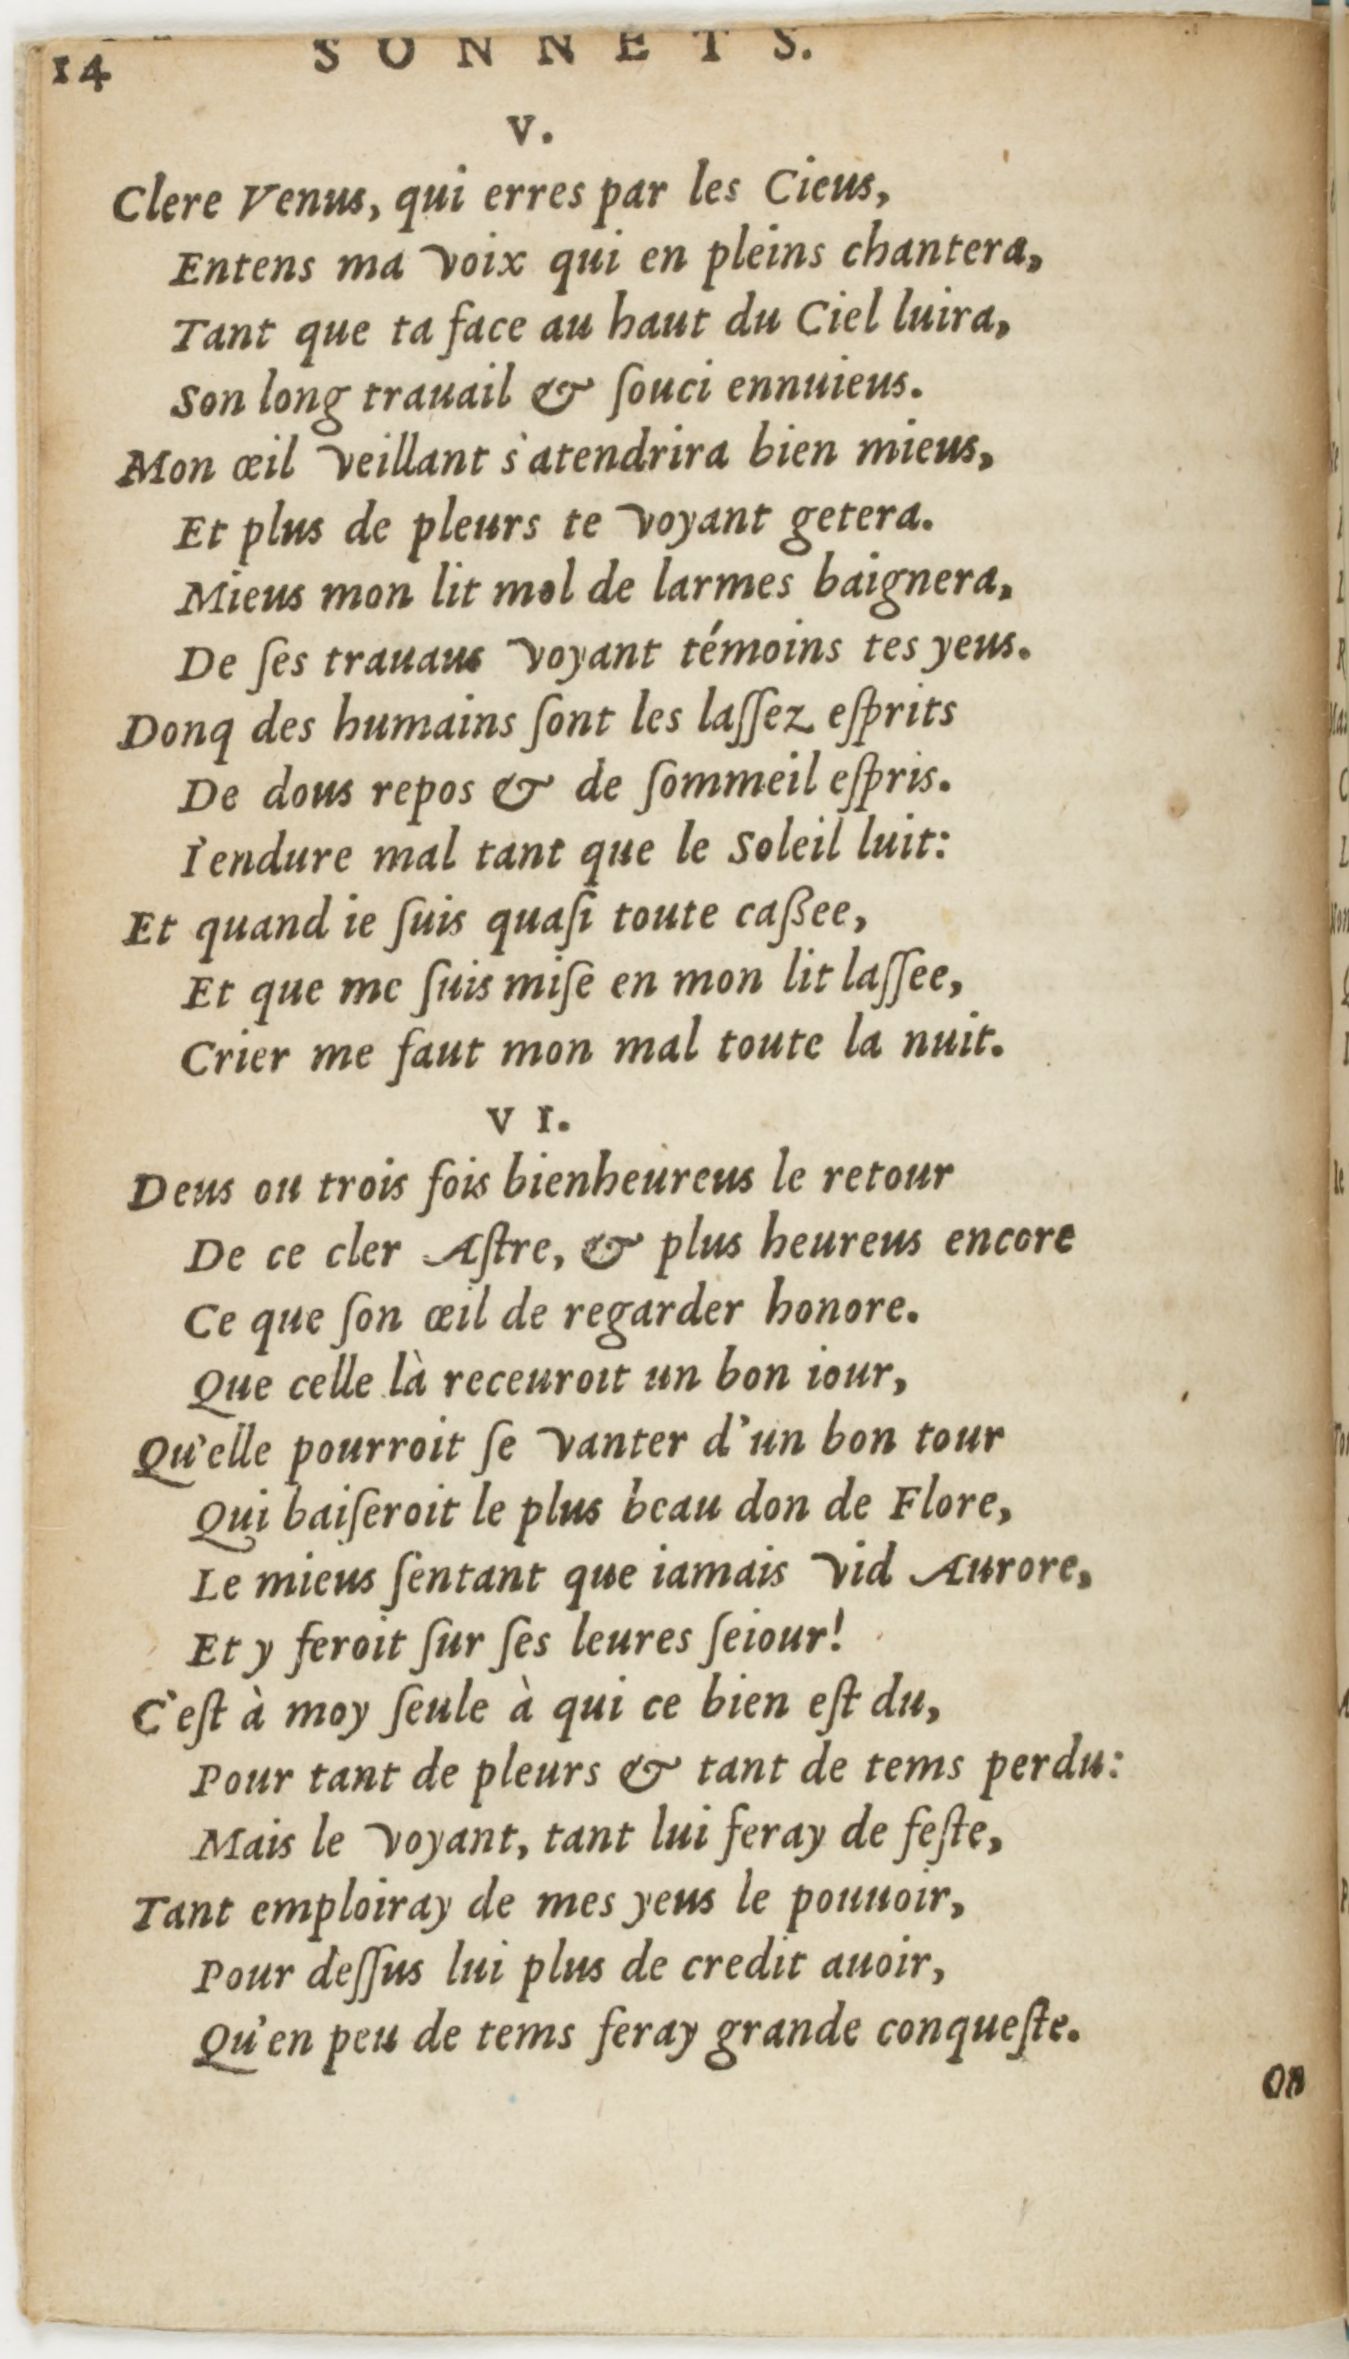 14 SONNETS.
V.
Clere Venus, qui erres par les Cieus,
Entens ma voix qui en pleins chantera,
Tant que ta face au haut du Ciel luira,
Son long trauail & ſouci ennuieus.
Mon œil veillant s'atendrira bien mieus,
Et plus de pleurs te voyant getera.
Mieus mon lit mol de larmes baignera,
De ſes trauaus voyant témoins tes yeus.
Donq des humains ſont les laſſez eſprits
De dous repos & de ſommeil eſpris.
I'endure mal tant que le Soleil luit:
Et quand ie ſuis quaſi toute caßee,
Et que me ſuis miſe en mon lit laſſee,
Crier me faut mon mal toute la nuit.
VI.
Deus ou trois fois bienheureus le retour
De ce cler Aſtre, & plus heureus encore
Ce que ſon œil de regarder honore.
Que celle là receuroit un bon iour,
Qu'elle pourroit ſe vanter d'un bon tour
Qui baiſeroit le plus beau don de Flore,
Le mieus ſentant que iamais vid Aurore,
Et y feroit ſur ſes leures ſeiour!
C'eſt à moy ſeule à qui ce bien eſt du,
Pour tant de pleurs & tant de tems perdu:
Mais le voyant, tant lui feray de feſte,
Tant emploiray de mes yeus le pouuoir,
Pour deſſus lui plus de credit auoir,
Qu'en peu de tems feray grande conqueſte.
On